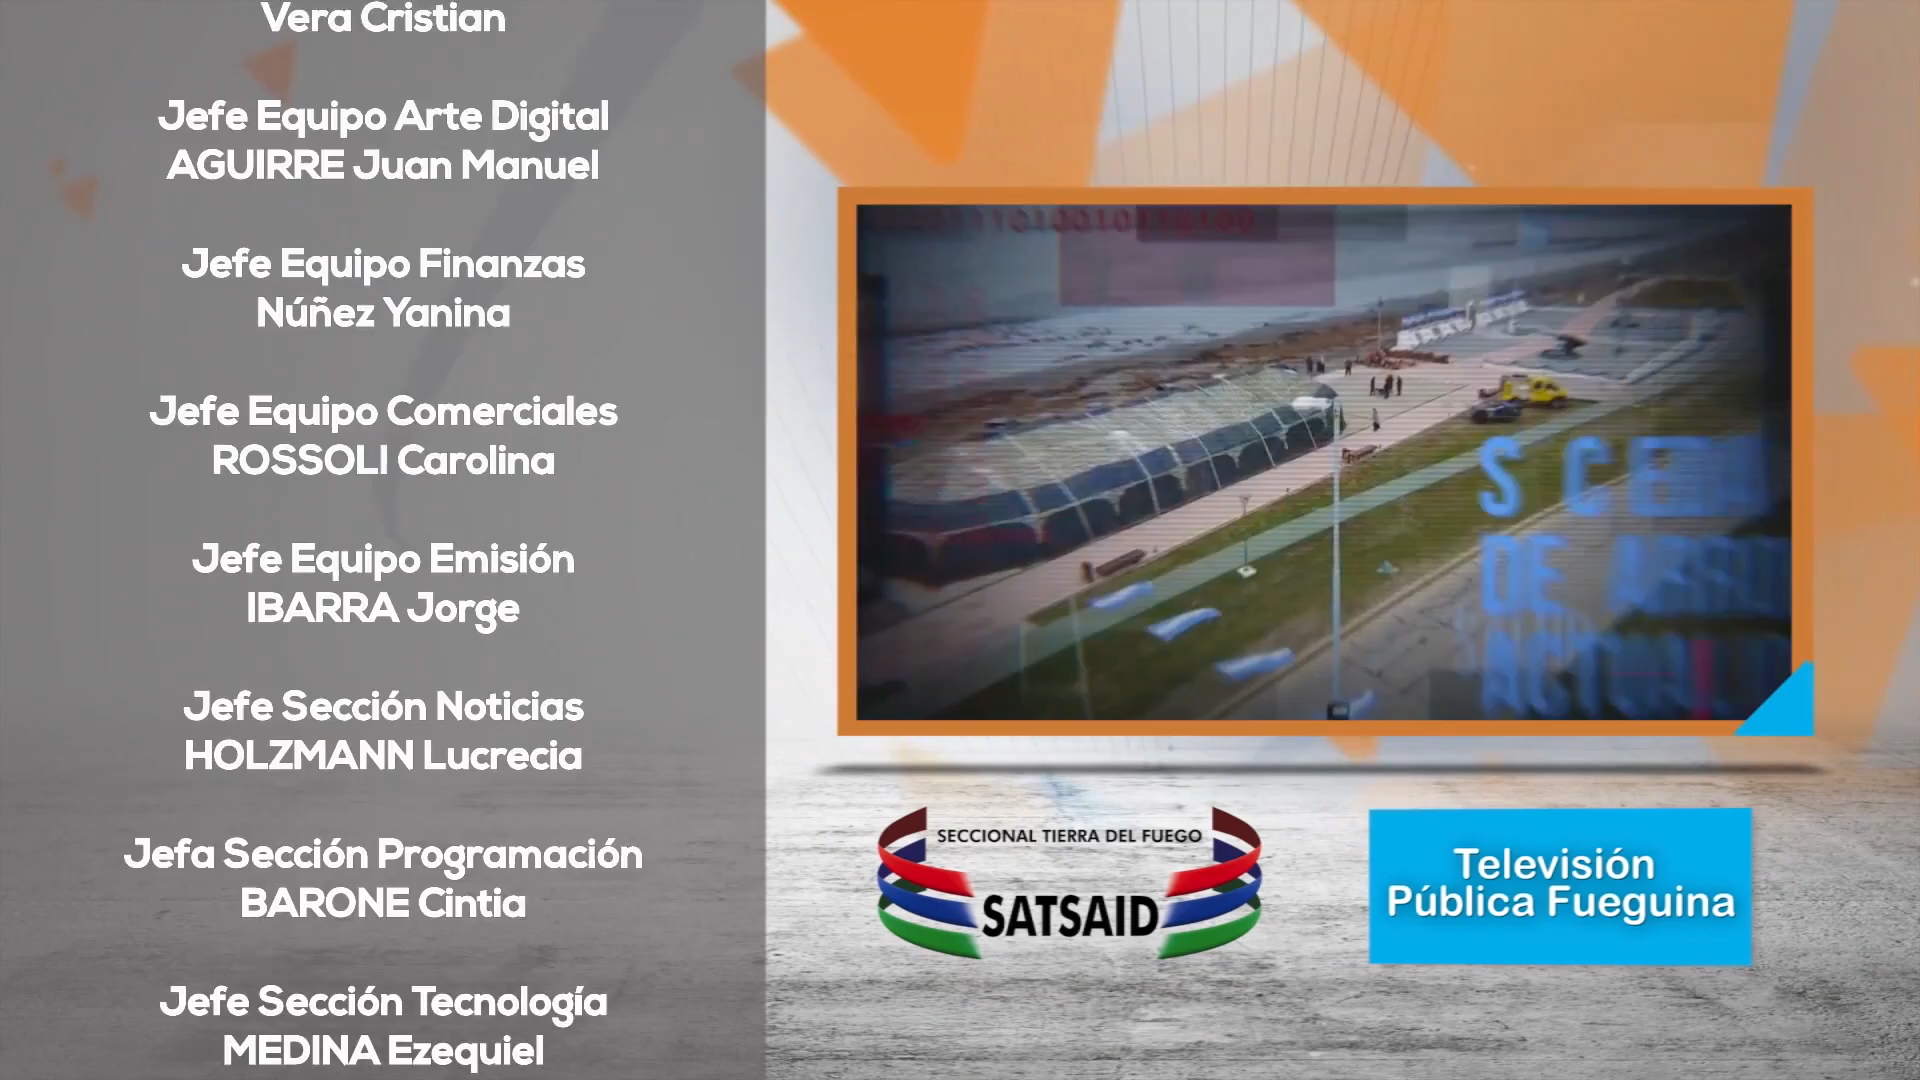 Vera Cristian
Jefe Equipo Arte Digital
AGUIRRE Juan Manuel
Jefe Equipo Finanzas
Núñez Yanina
Jefe Equipo Comerciales
ROSSOLI Carolina
Jefe Equipo Emisión
IBARRA Jorge
Jefe Sección Noticias
HOLZMANN Lucrecia
Jefa Sección Programación
BARONE Cintia
Jefe Sección Tecnología
MEDINA Ezequiel
DE
SECCIONAL TIERRA DEL FUEGO
SATSAID
Televisión
Pública Fueguina